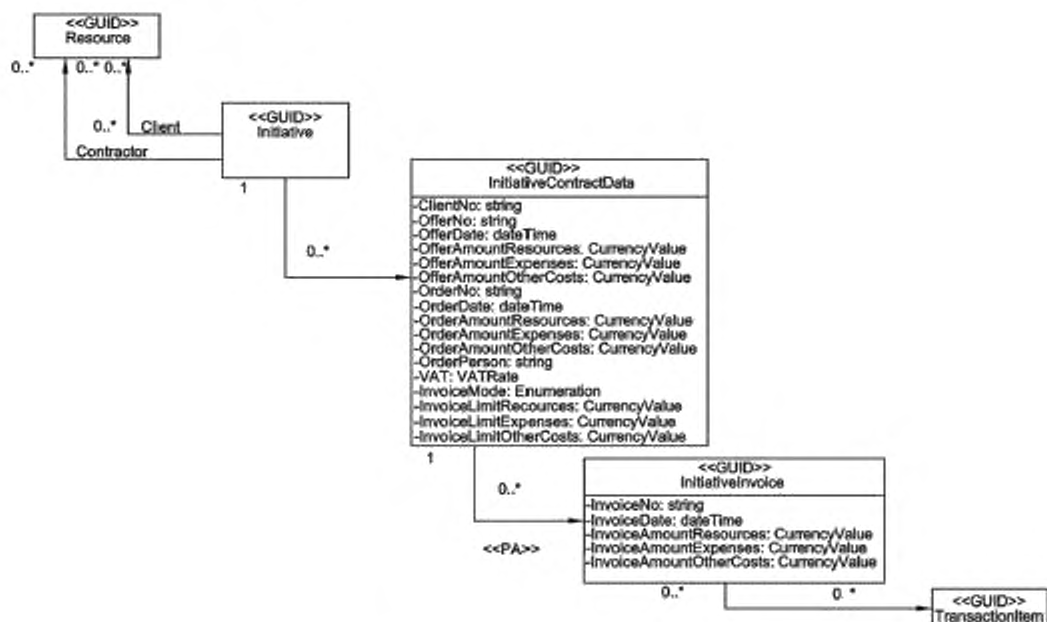 <<GUID>>
Resource
0..*
0..* 0..*
0..*
Client
Contractor
<<GUID>>
Initiative
1
0..*
<<GUID>>
InitiativeContractData
-ClientNo: string
-OfferNo: string
-OfferDate: dateTime
-OfferAmountResources: CurrencyValue
-OfferAmountExpenses: CurrencyValue
-OfferAmountOtherCosts: CurrencyValue
-OrderNo: string
-OrderDate: dateTime
-OrderAmountResources: CurrencyValue
-OrderAmountExpenses: CurrencyValue
-OrderAmountOtherCosts: CurrencyValue
-OrderPerson: string
-VAT: VATRate
-InvoiceMode: Enumeration
-InvoiceLimitRecources: CurrencyValue
-InvoiceLimitExpenses: CurrencyValue
-InvoiceLimitOtherCosts: CurrencyValue
1
0..*
<<PA>>
<<GUID>>
InitiativeInvoice
-InvoiceNo: string
-InvoiceDate: dateTime
-InvoiceAmountResources: CurrencyValue
-InvoiceAmountExpenses: CurrencyValue
-InvoiceAmountOtherCosts: CurrencyValue
0..*
0..*
<<GUID>>
TransactionItem